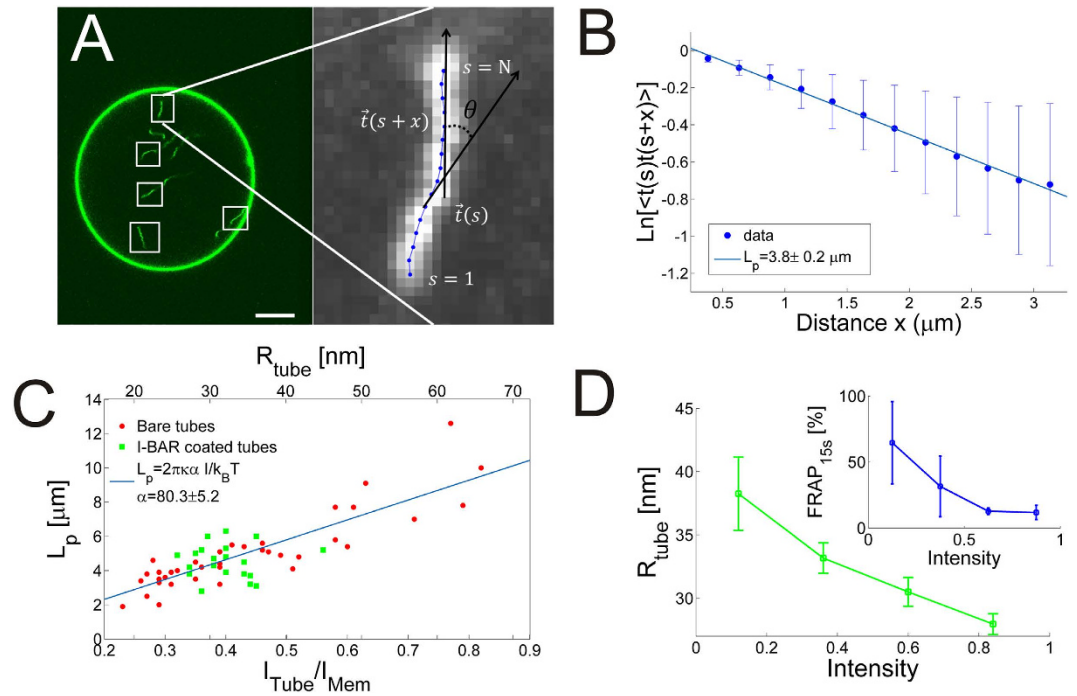 A
s = N
θ
t⃗(s + x)
t⃗(s)
s = 1
B
Ln[<t(s)t(s+x)>]
0
-0.2
-0.4
-0.6
-0.8
-1
-1.2
data
L_p=3.8± 0.2 μm
0.5 1 1.5 2 2.5 3
Distance x (μm)
C
R_tube [nm]
20 30 40 50 60 70
L_p[μm]
14
12
10
8
6
4
2
0
Bare tubes
I-BAR coated tubes
L_p=2πκα I/k_BT
α=80.3±5.2
0.2 0.3 0.4 0.5 0.6 0.7 0.8 0.9
I_Tube/I_Mem
D
R_tube [nm]
45
40
35
30
0 0.2 0.4 0.6 0.8 1
Intensity
FRAP_15s [%]
100
50
0
0 0.5 1
Intensity